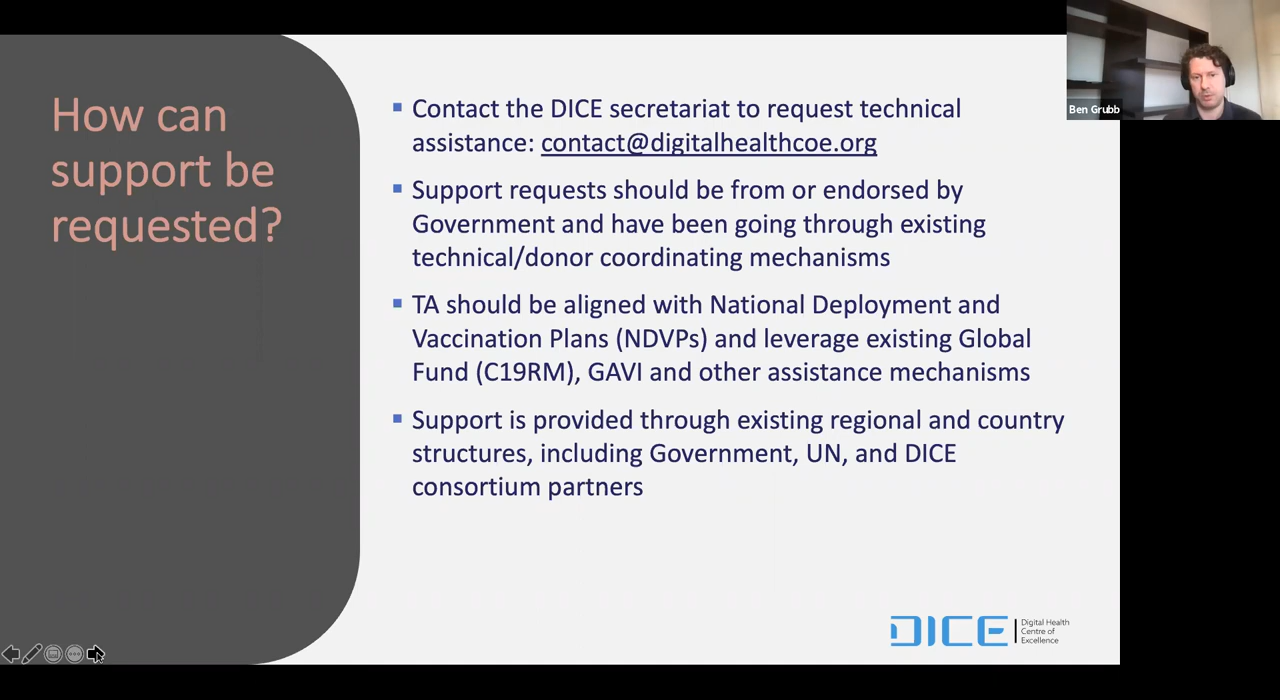 How can
support be
requested?
Contact the DICE secretariat to request technical
assistance: contact@digitalhealthcoe.org
Support requests should be from or endorsed by
Government and have been going through existing
technical/donor coordinating mechanisms
TA should be aligned with National Deployment and
Vaccination Plans (NDVPs) and leverage existing Global
Fund (C19RM), GAVI and other assistance mechanisms
Support is provided through existing regional and country
structures, including Government, UN, and DICE
consortium partners
DICE
Digital Health
Centre of
Excellence
Ben Grubb